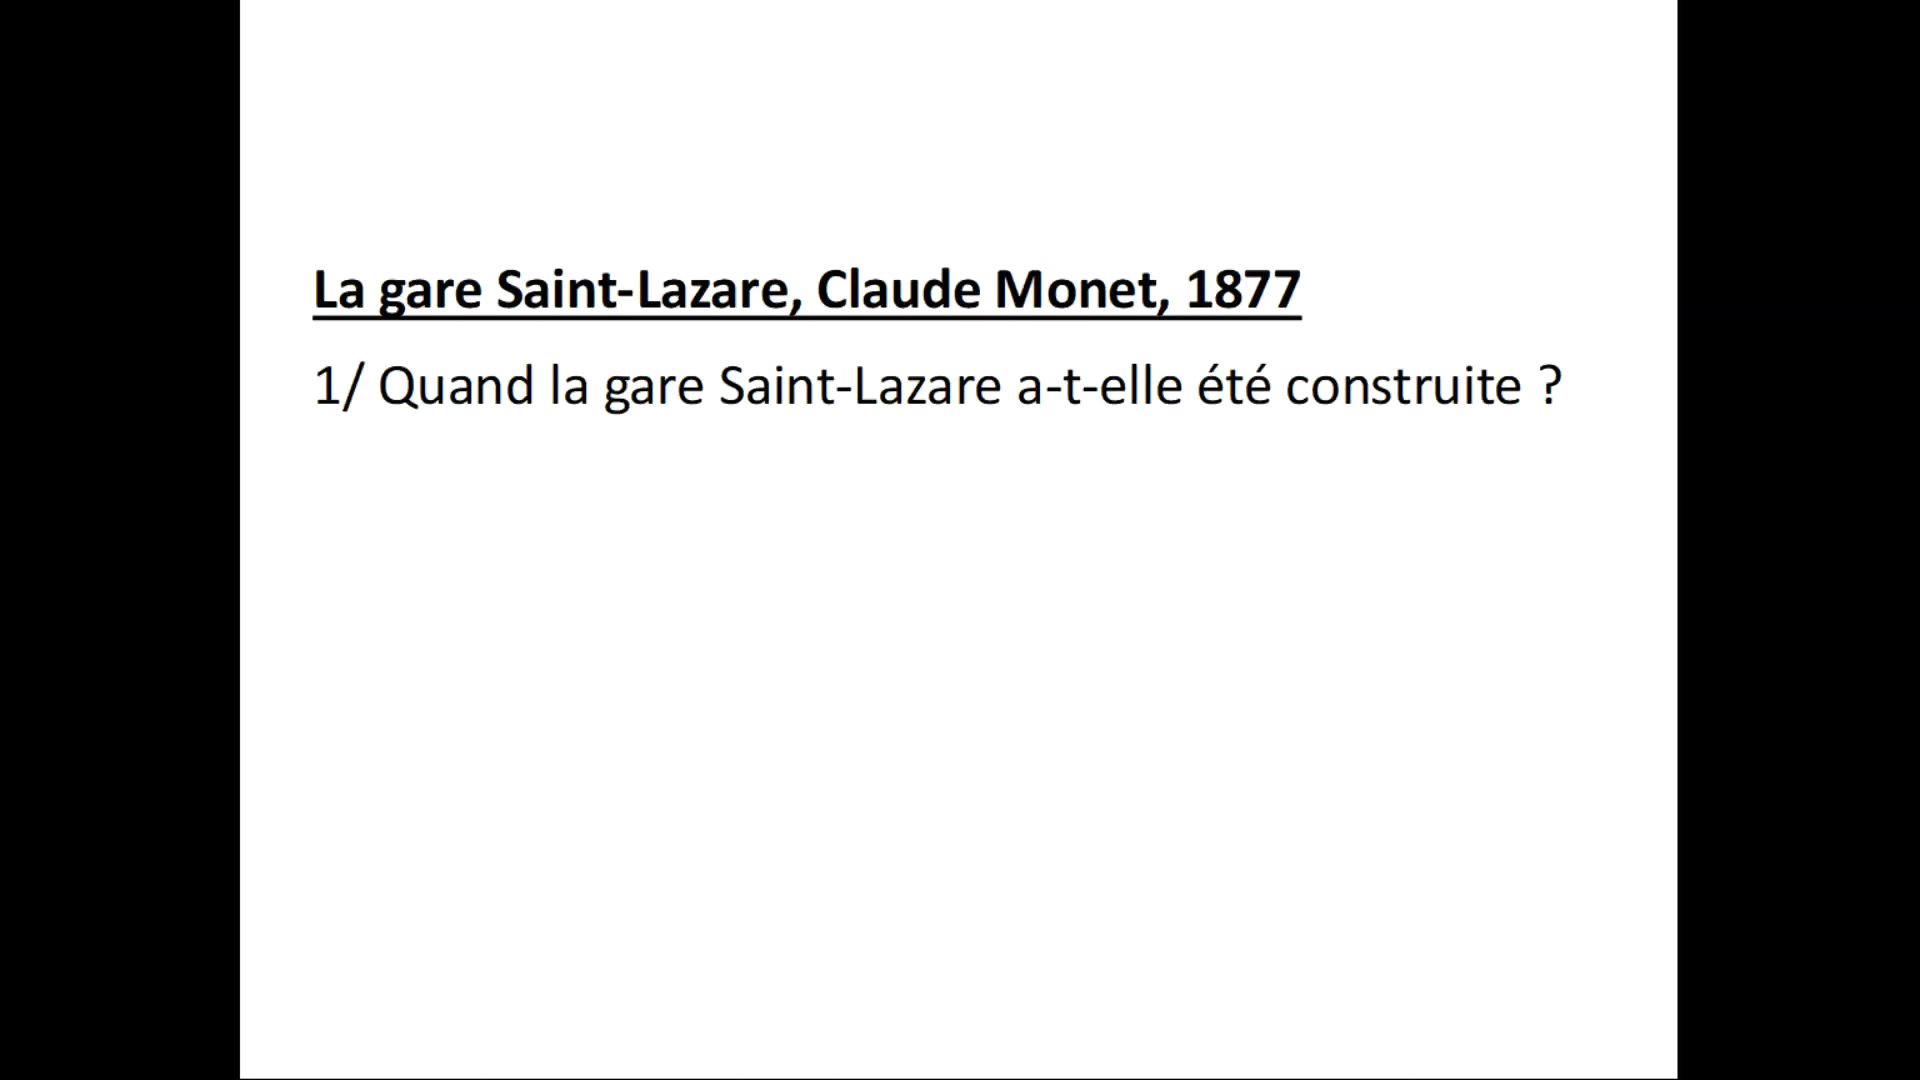 La gare Saint-Lazare, Claude Monet, 1877
1/ Quand la gare Saint-Lazare a-t-elle été construite ?